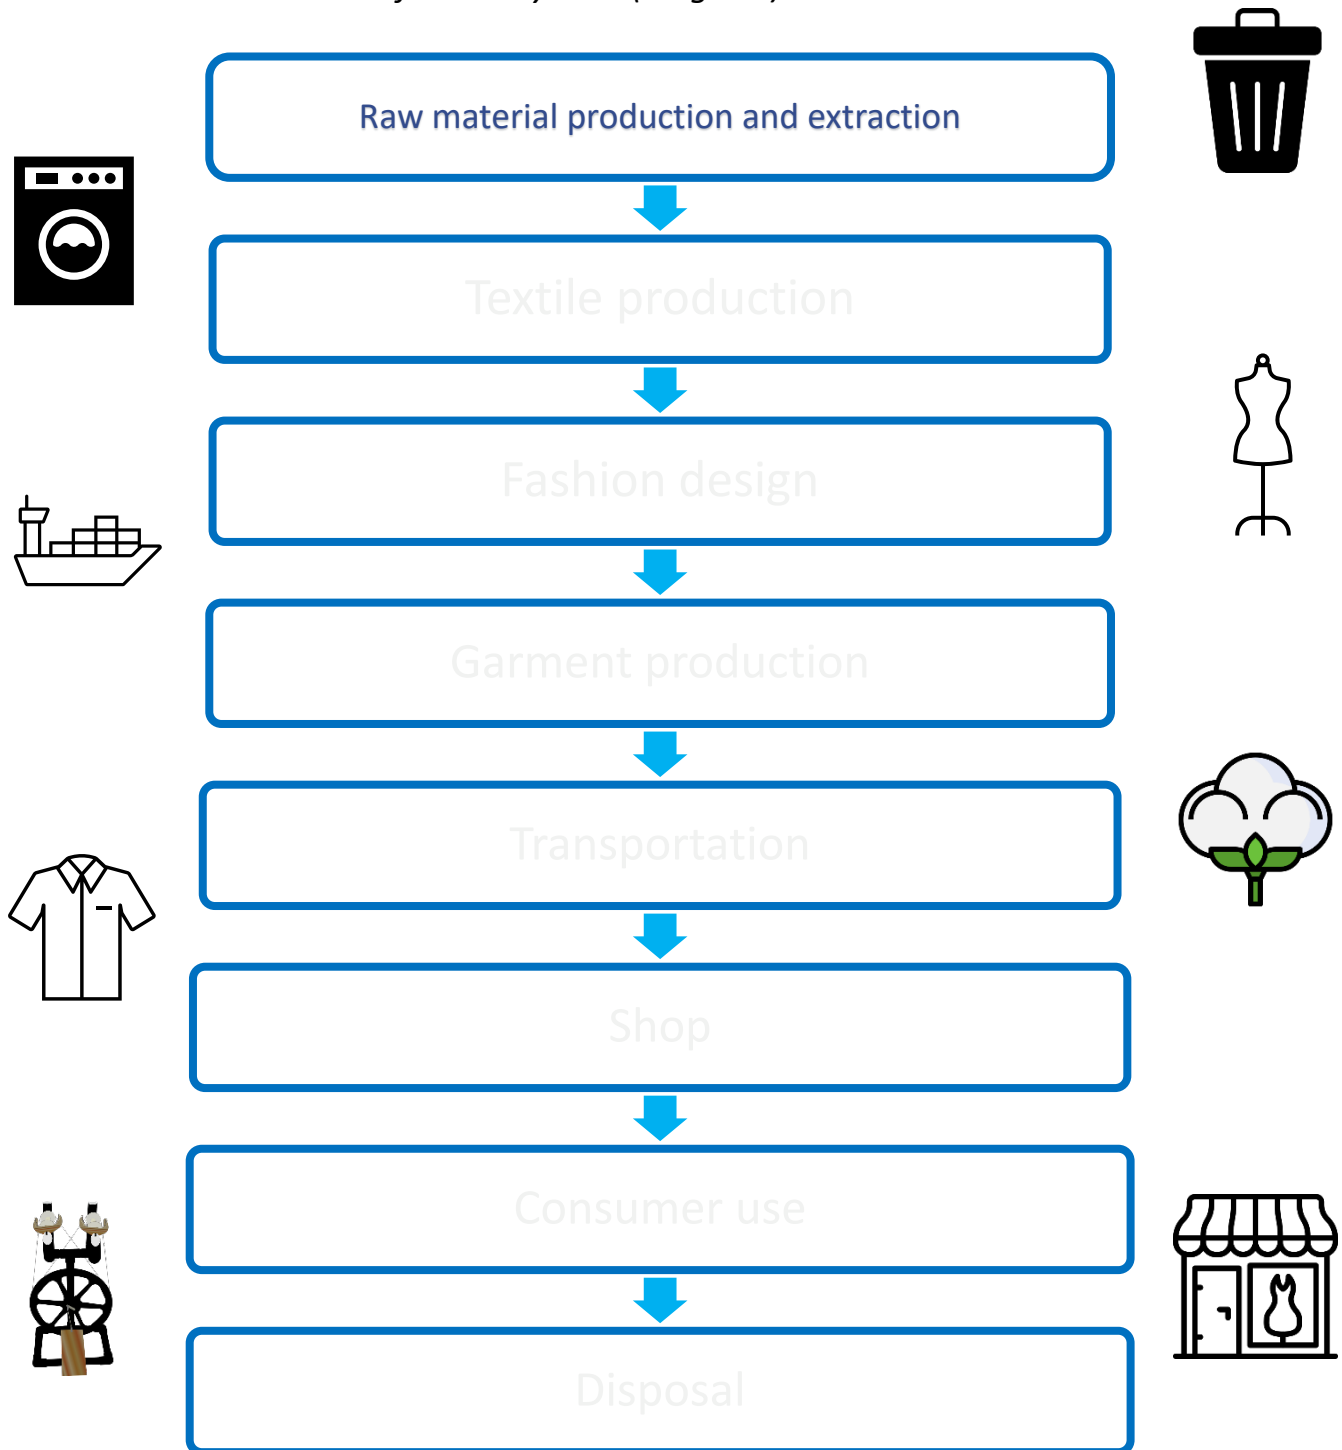 Raw material production and extraction
Textile production
Fashion design
Garment production
Transportation
Shop
Consumer use
Disposal